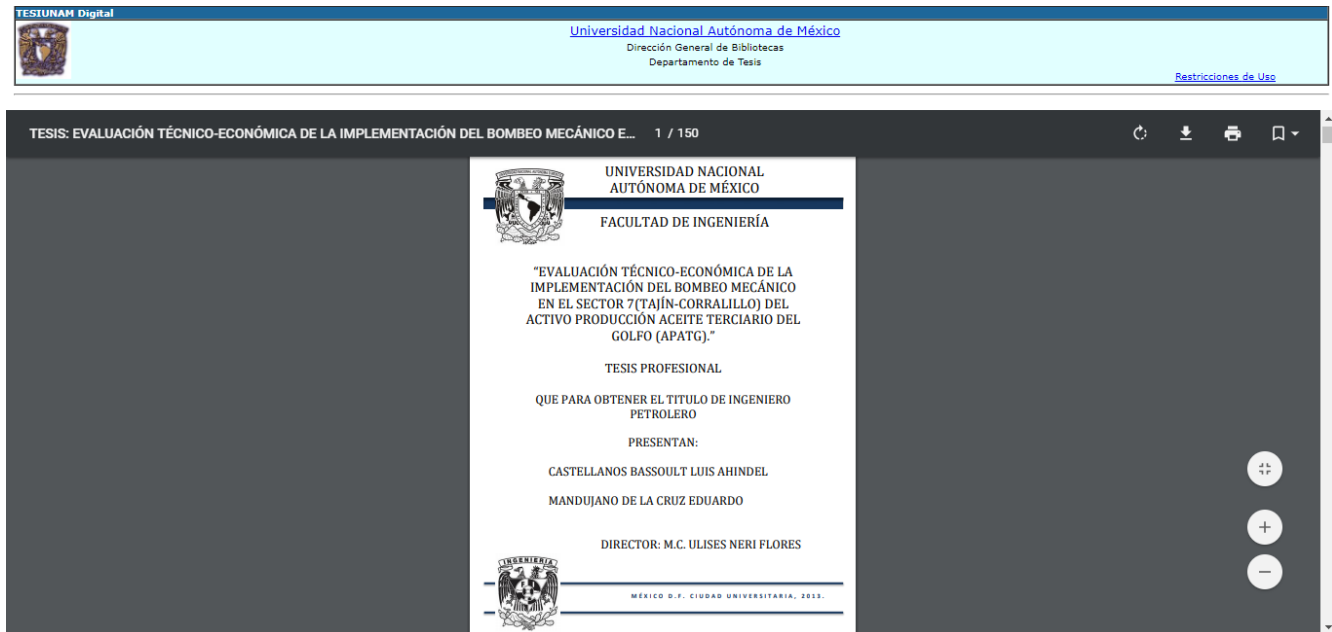 TESIUNAM Digital
Universidad Nacional Autónoma de México
Dirección General de Bibliotecas
Departamento de Tesis
Restricciones de Uso
TESIS: EVALUACIÓN TÉCNICO-ECONÓMICA DE LA IMPLEMENTACIÓN DEL BOMBEO MECÁNICO E... 1 / 150
UNIVERSIDAD NACIONAL
AUTÓNOMA DE MÉXICO
FACULTAD DE INGENIERÍA
"EVALUACIÓN TÉCNICO-ECONÓMICA DE LA
IMPLEMENTACIÓN DEL BOMBEO MECÁNICO
EN EL SECTOR 7(TAJÍN-CORRALILLO) DEL
ACTIVO PRODUCCIÓN ACEITE TERCIARIO DEL
GOLFO (APATG)."
TESIS PROFESIONAL
QUE PARA OBTENER EL TITULO DE INGENIERO
PETROLERO
PRESENTAN:
CASTELLANOS BASSOULT LUIS AHINDEL
MANDUJANO DE LA CRUZ EDUARDO
DIRECTOR: M.C. ULISES NERI FLORES
INGENIERIA
MÉXICO D.F. CIUDAD UNIVERSITARIA, 2013.